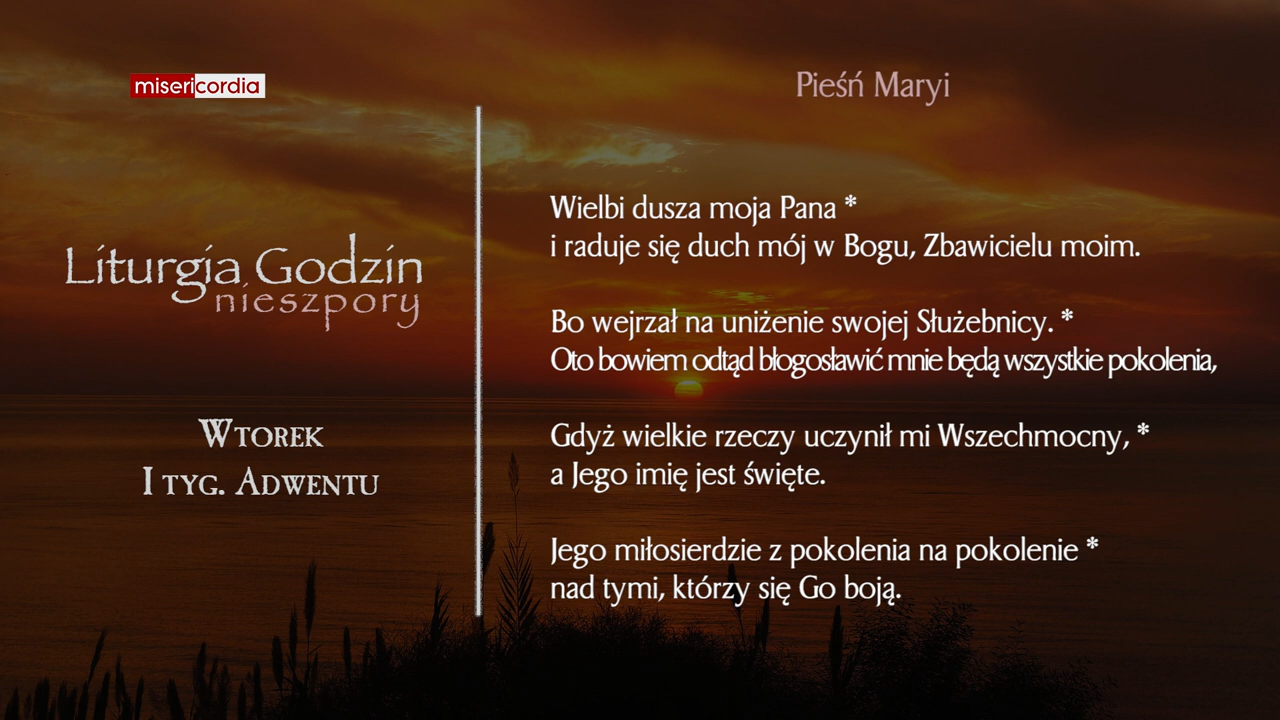 misericordia
Liturgia Godzin
nieszpory
Wtorek
I tyg. Adwentu
Pieśń Maryi
Wielbi dusza moja Pana *
i raduje się duch mój w Bogu, Zbawicielu moim.
Bo wejrzał na uniżenie swojej Służebnicy. *
Oto bowiem odtąd błogosławić mnie będą wszystkie pokolenia,
Gdyż wielkie rzeczy uczynił mi Wszechmocny, *
a Jego imię jest święte.
Jego miłosierdzie z pokolenia na pokolenie *
nad tymi, którzy się Go boją.